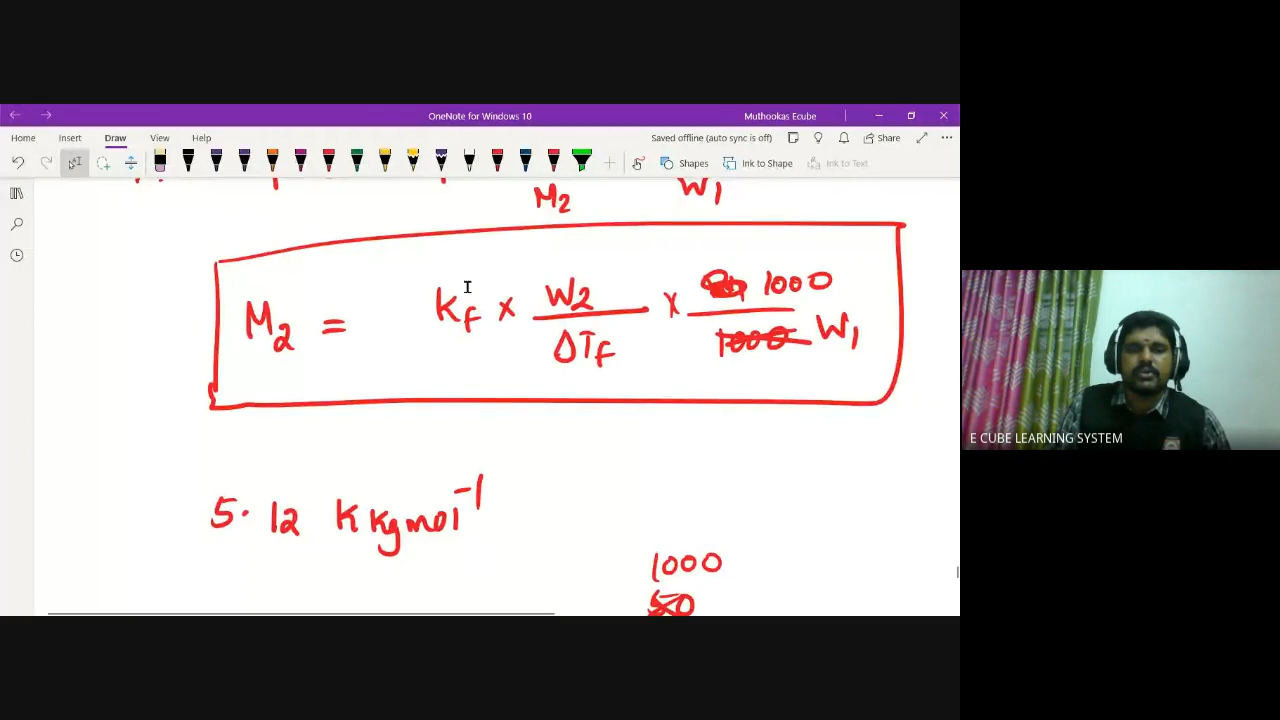 OneNote for Windows 10
Muthookas Ecube
Home Insert Draw View Help
Saved offline (auto sync is off)
Share
Shapes
Ink to Shape
Ink to Text
M2
W1
M2 = Kf × W2 / ΔTf × 1000 / 1000 W1
5.12 K kg mol-1
1000
50
E CUBE LEARNING SYSTEM